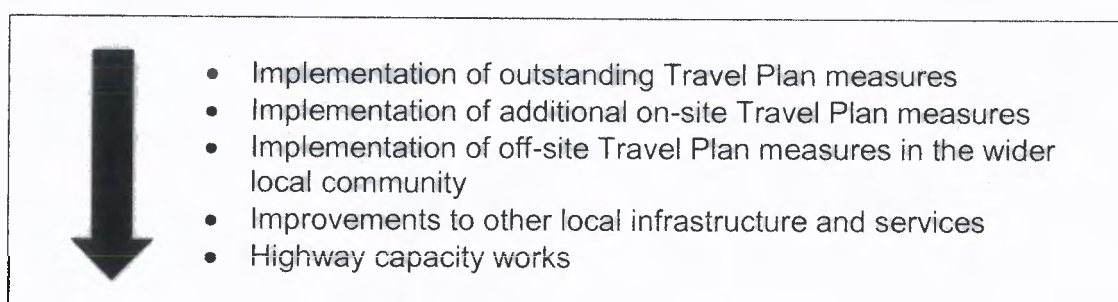 • Implementation of outstanding Travel Plan measures
• Implementation of additional on-site Travel Plan measures
• Implementation of off-site Travel Plan measures in the wider
local community
• Improvements to other local infrastructure and services
• Highway capacity works